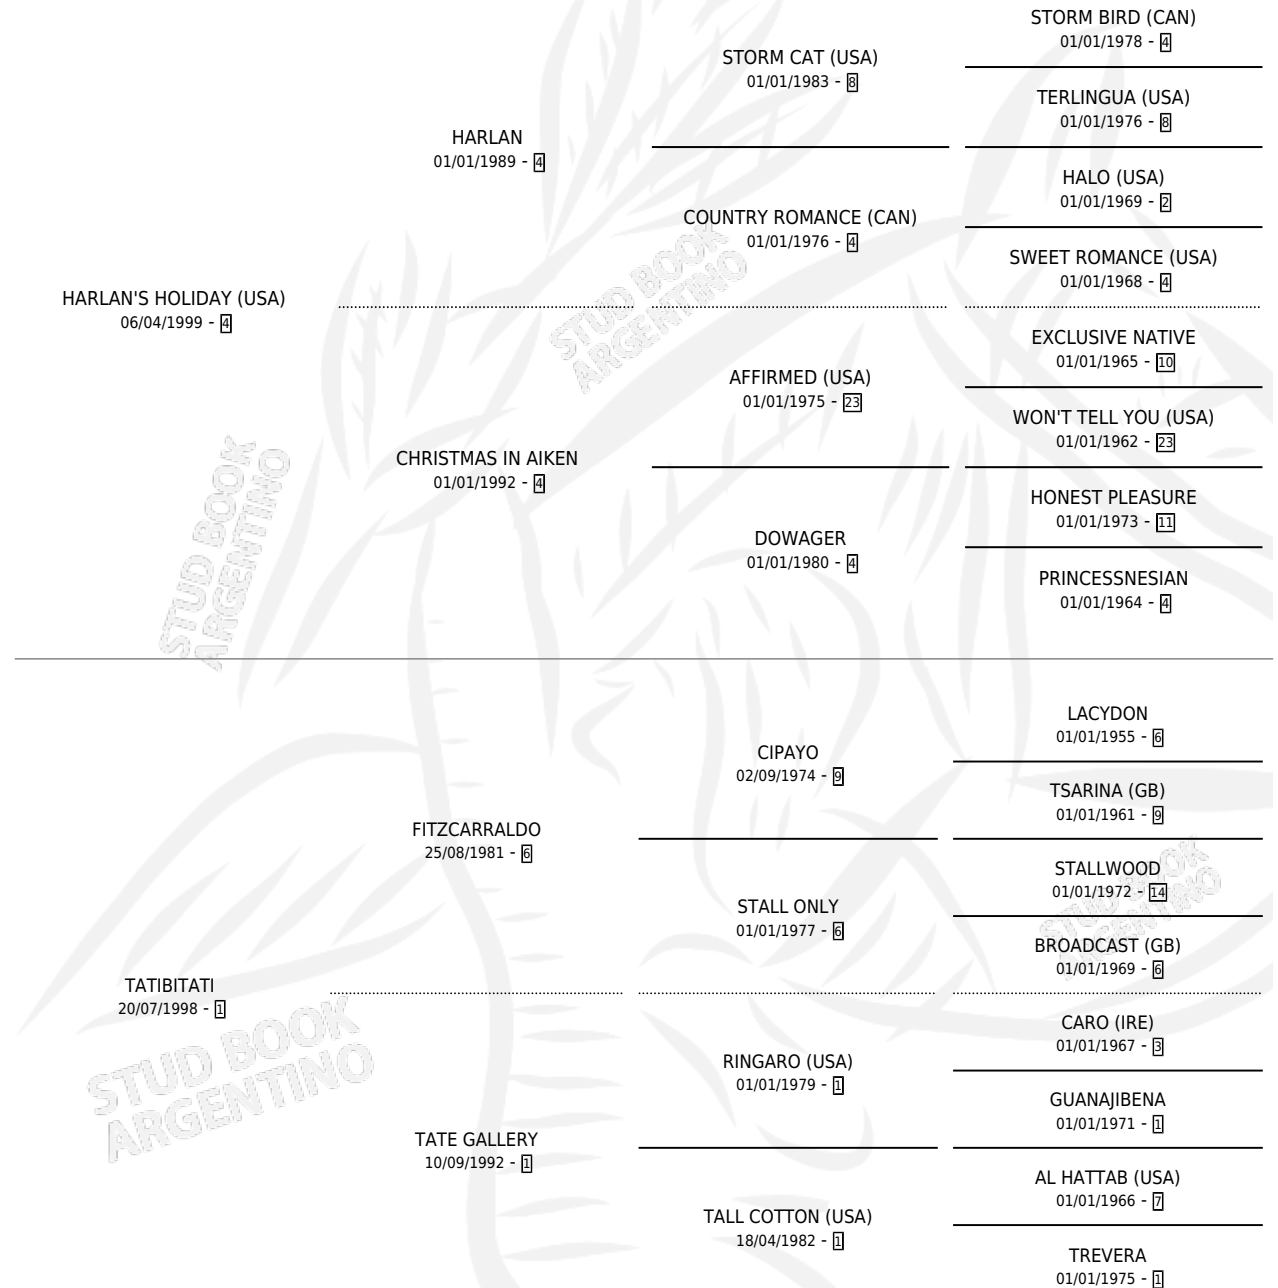 STORM BIRD (CAN)
01/01/1978 - 4
STORM CAT (USA)
01/01/1983 - 8
TERLINGUA (USA)
01/01/1976 - 8
HARLAN
01/01/1989 - 4
HALO (USA)
01/01/1969 - 2
COUNTRY ROMANCE (CAN)
01/01/1976 - 4
SWEET ROMANCE (USA)
01/01/1968 - 4
HARLAN'S HOLIDAY (USA)
06/04/1999 - 4
EXCLUSIVE NATIVE
01/01/1965 - 10
AFFIRMED (USA)
01/01/1975 - 23
WON'T TELL YOU (USA)
01/01/1962 - 23
CHRISTMAS IN AIKEN
01/01/1992 - 4
HONEST PLEASURE
01/01/1973 - 11
DOWAGER
01/01/1980 - 4
PRINCESSNESIAN
01/01/1964 - 4
LACYDON
01/01/1955 - 6
CIPAYO
02/09/1974 - 9
TSARINA (GB)
01/01/1961 - 9
FITZCARRALDO
25/08/1981 - 6
STALLWOOD
01/01/1972 - 14
STALL ONLY
01/01/1977 - 6
BROADCAST (GB)
01/01/1969 - 6
TATIBITATI
20/07/1998 - 1
CARO (IRE)
01/01/1967 - 3
RINGARO (USA)
01/01/1979 - 1
GUANAJIBENA
01/01/1971 - 1
TATE GALLERY
10/09/1992 - 1
AL HATTAB (USA)
01/01/1966 - 7
TALL COTTON (USA)
18/04/1982 - 1
TREVERA
01/01/1975 - 1
STUD BOOK
ARGENTINO
STUD BOOK
ARGENTINO
STUD BOOK
ARGENTINO
STUD BOOK
ARGENTINO